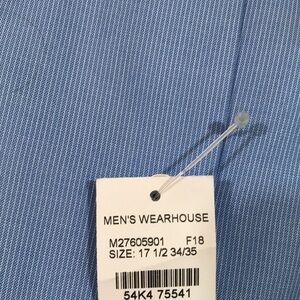 MEN'S WEARHOUSE
M27605901 F18
SIZE: 17 1/2 34/35
54K4 75541